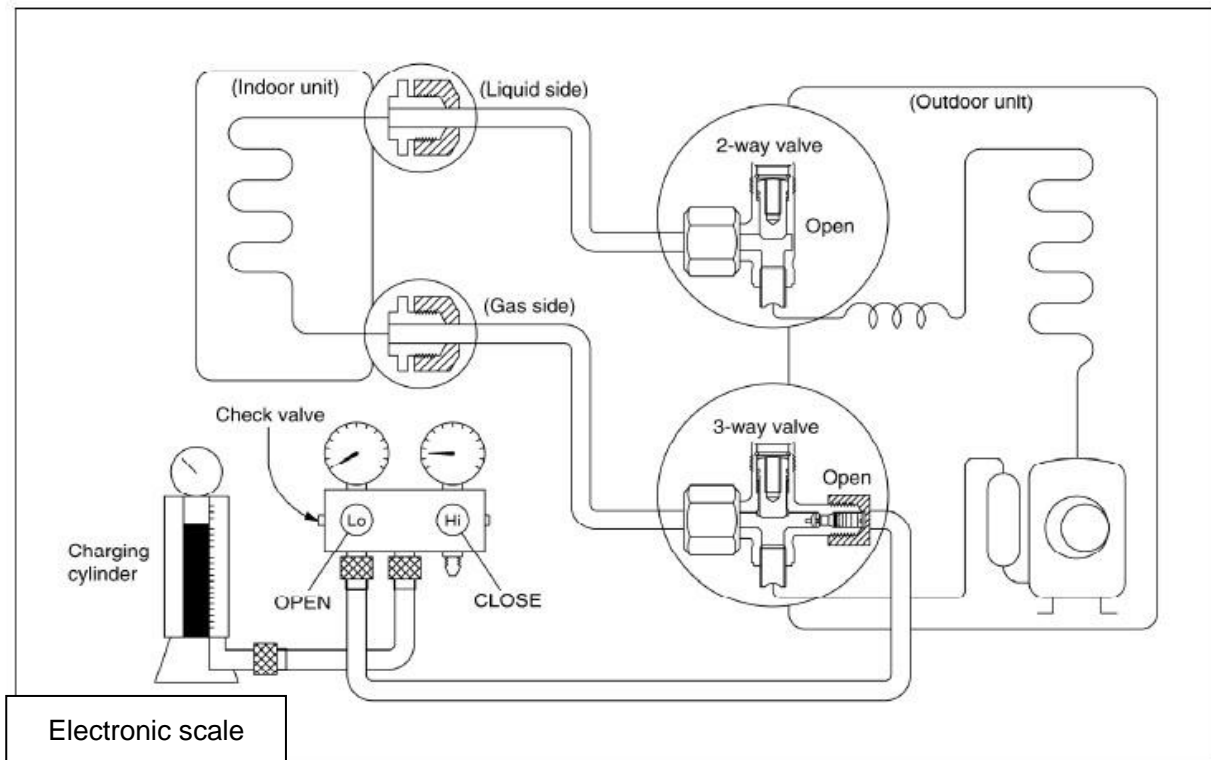 (Indoor unit)
(Liquid side)
(Outdoor unit)
2-way valve
Open
(Gas side)
Check valve
3-way valve
Open
Lo
Hi
Charging
cylinder
OPEN
CLOSE
Electronic scale